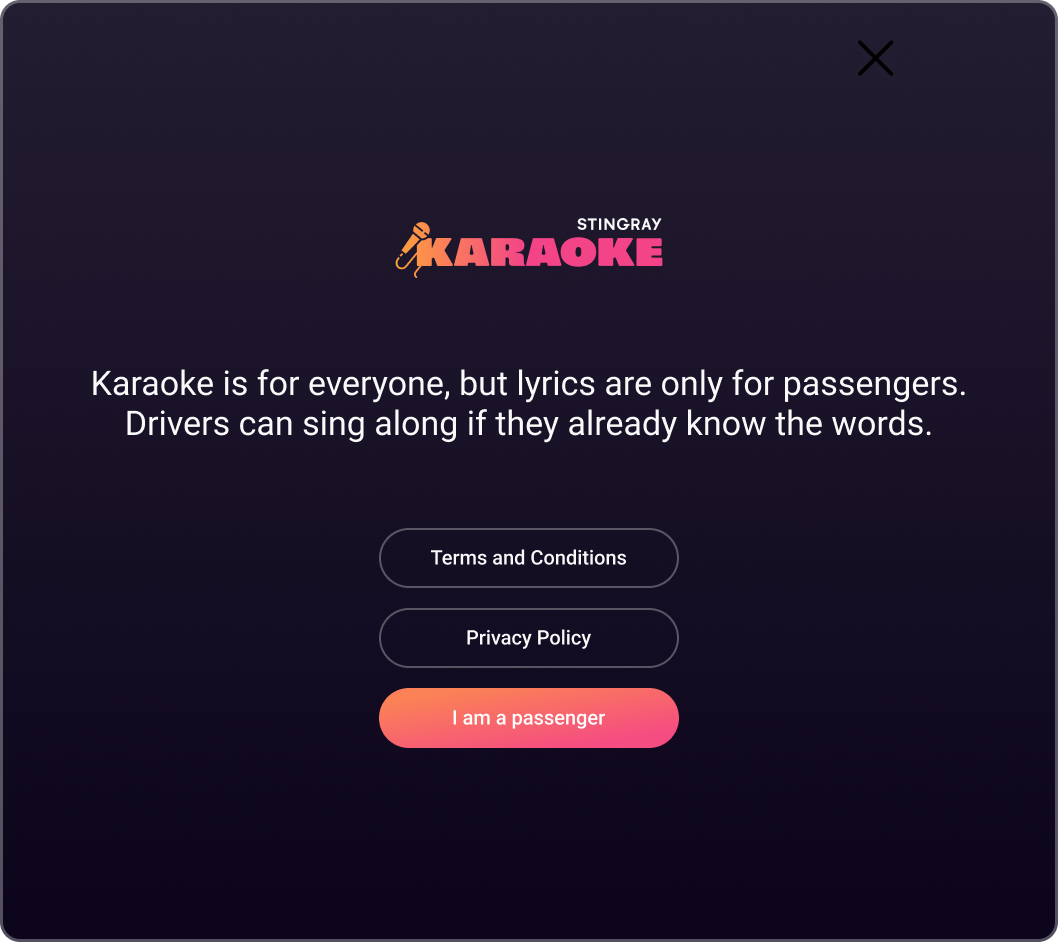 STINGRAY
KARAOKE
Karaoke is for everyone, but lyrics are only for passengers.
Drivers can sing along if they already know the words.
Terms and Conditions
Privacy Policy
I am a passenger